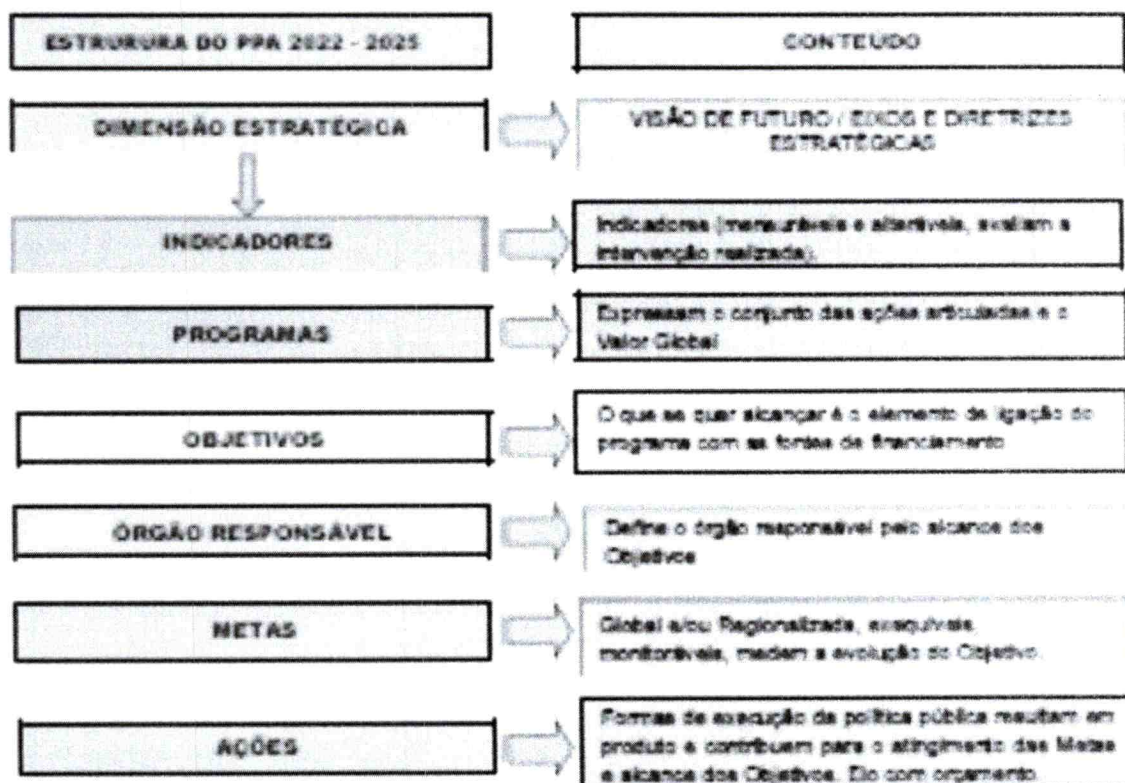 ESTRURURA DO PPA 2022 - 2025
CONTEÚDO
DIMENSÃO ESTRATÉGICA
VISÃO DE FUTURO / EIXOS E DIRETRIZES
ESTRATÉGICAS
INDICADORES
Indicadores (mensuráveis e alteráveis, avaliam a
intervenção realizada).
PROGRAMAS
Expressam o conjunto das ações articuladas e o
Valor Global
OBJETIVOS
O que se quer alcançar é o elemento de ligação do
programa com as fontes de financiamento
ÓRGÃO RESPONSÁVEL
Define o órgão responsável pelo alcance dos
Objetivos
METAS
Global e/ou Regionalizada, exequíveis,
monitoráveis, medem a evolução do Objetivo.
AÇÕES
Formas de execução da política pública resultam em
produto e contribuem para o atingimento das Metas
e alcance dos Objetivos. Elo com orçamento.